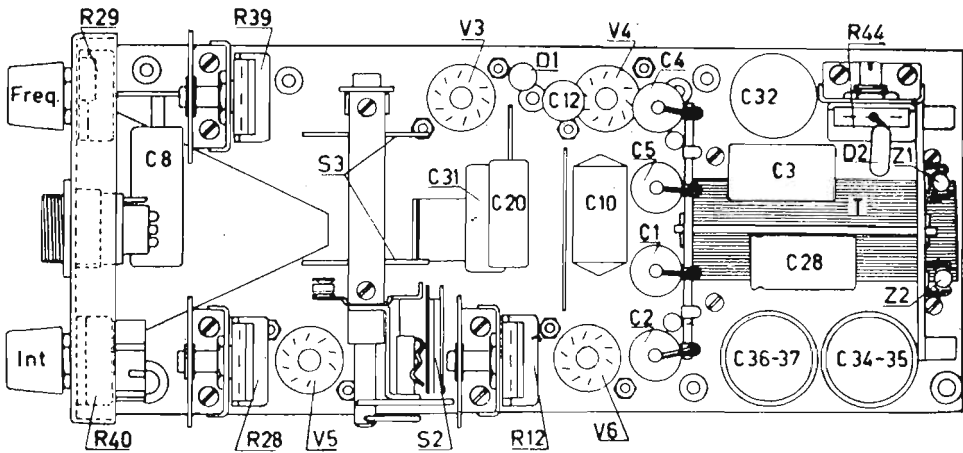 R29
R39
V3
V4
R44
D1
C4
Freq.
C12
C32
C8
S3
C5
C3
D2
Z1
C31
C20
C10
T
C1
C28
C2
Z2
Int
C36-37
C34-35
R40
R28
V5
S2
R12
V6